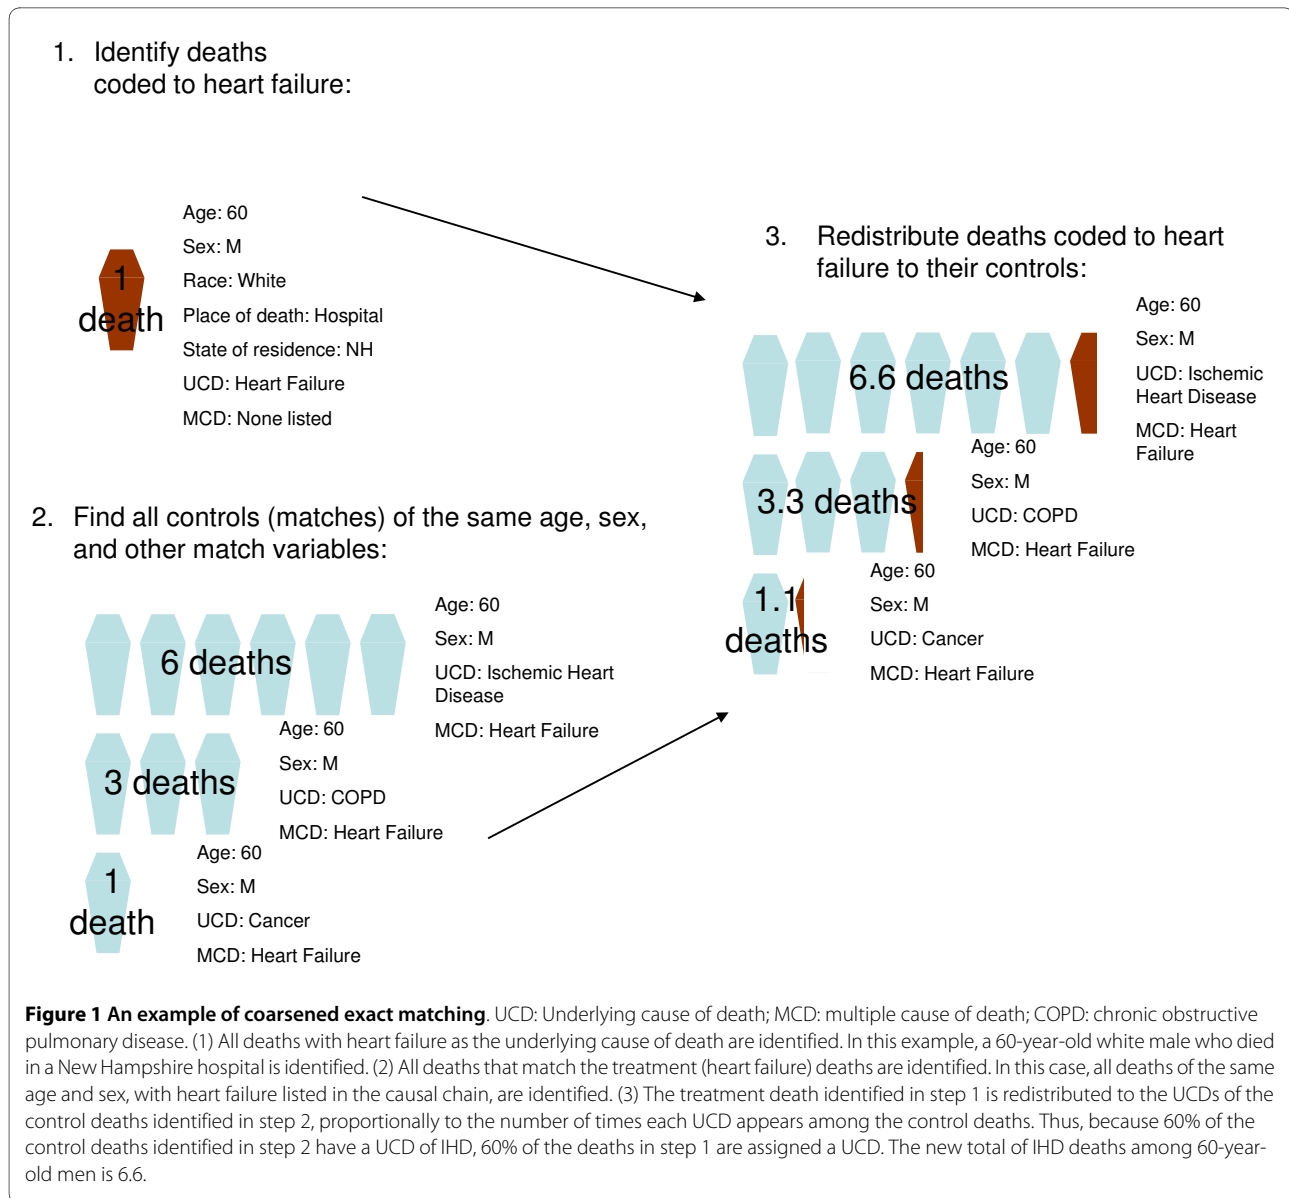 1. Identify deaths
coded to heart failure:
1
death
Age: 60
Sex: M
Race: White
Place of death: Hospital
State of residence: NH
UCD: Heart Failure
MCD: None listed
2. Find all controls (matches) of the same age, sex,
and other match variables:
6 deaths
Age: 60
Sex: M
UCD: Ischemic Heart
Disease
MCD: Heart Failure
3 deaths
Age: 60
Sex: M
UCD: COPD
MCD: Heart Failure
1
death
Age: 60
Sex: M
UCD: Cancer
MCD: Heart Failure
3. Redistribute deaths coded to heart
failure to their controls:
6.6 deaths
Age: 60
Sex: M
UCD: Ischemic
Heart Disease
MCD: Heart
Failure
3.3 deaths
Age: 60
Sex: M
UCD: COPD
MCD: Heart Failure
1.1
deaths
Age: 60
Sex: M
UCD: Cancer
MCD: Heart Failure
Figure 1 An example of coarsened exact matching. UCD: Underlying cause of death; MCD: multiple cause of death; COPD: chronic obstructive
pulmonary disease. (1) All deaths with heart failure as the underlying cause of death are identified. In this example, a 60-year-old white male who died
in a New Hampshire hospital is identified. (2) All deaths that match the treatment (heart failure) deaths are identified. In this case, all deaths of the same
age and sex, with heart failure listed in the causal chain, are identified. (3) The treatment death identified in step 1 is redistributed to the UCDs of the
control deaths identified in step 2, proportionally to the number of times each UCD appears among the control deaths. Thus, because 60% of the
control deaths identified in step 2 have a UCD of IHD, 60% of the deaths in step 1 are assigned a UCD. The new total of IHD deaths among 60-year-
old men is 6.6.